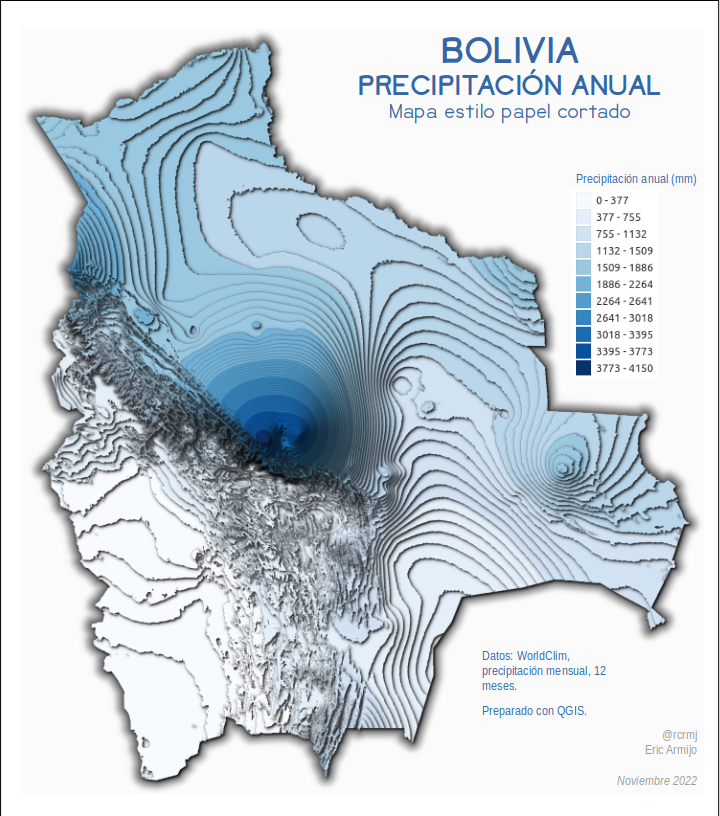 BOLIVIA
PRECIPITACIÓN ANUAL
Mapa estilo papel cortado
Precipitación anual (mm)
0 - 377
377 - 755
755 - 1132
1132 - 1509
1509 - 1886
1886 - 2264
2264 - 2641
2641 - 3018
3018 - 3395
3395 - 3773
3773 - 4150
Datos: WorldClim,
precipitación mensual, 12
meses.
Preparado con QGIS.
@rcrmj
Eric Armijo
Noviembre 2022